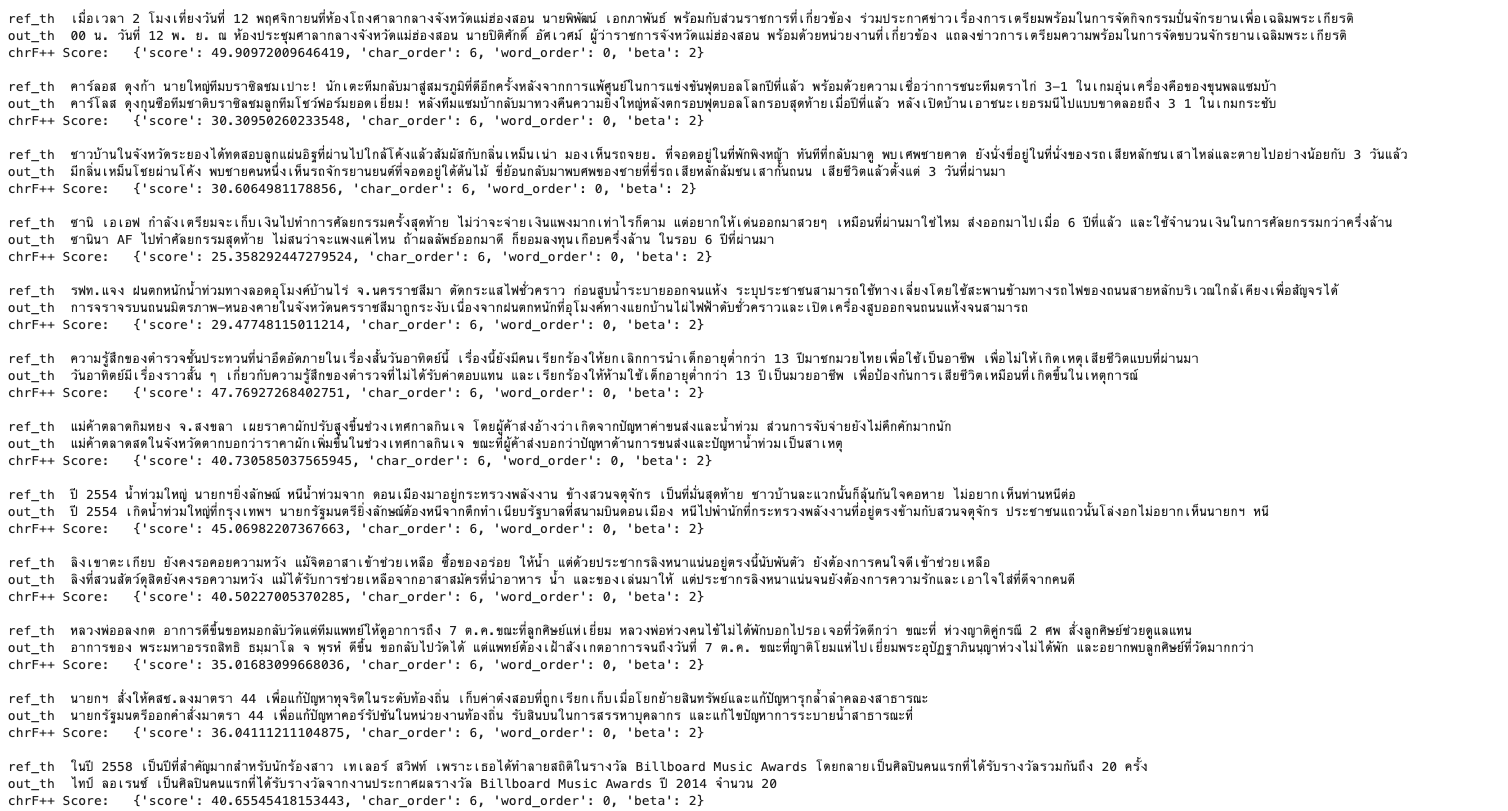 ref_th  เมื่อเวลา 2 โมงเที่ยงวันที่ 12 พฤศจิกายนที่ห้องโถงศาลากลางจังหวัดแม่ฮ่องสอน นายพิพัฒน์ เอกภาพันธ์ พร้อมกับส่วนราชการที่เกี่ยวข้อง ร่วมประกาศข่าวเรื่องการเตรียมพร้อมในการจัดกิจกรรมปั่นจักรยานเพื่อเฉลิมพระเกียรติ
out_th  00 น. วันที่ 12 พ. ย. ณ ห้องประชุมศาลากลางจังหวัดแม่ฮ่องสอน นายปิติศักดิ์ อัศเวศม์ ผู้ว่าราชการจังหวัดแม่ฮ่องสอน พร้อมด้วยหน่วยงานที่เกี่ยวข้อง แถลงข่าวการเตรียมความพร้อมในการจัดขบวนจักรยานเฉลิมพระเกียรติ
chrF++ Score:   {'score': 49.90972009646419, 'char_order': 6, 'word_order': 0, 'beta': 2}
ref_th  คาร์ลอส ดุงก้า นายใหญ่ทีมบราซิลชมเปาะ! นักเตะทีมกลับมาสู่สมรภูมิที่ดีอีกครั้งหลังจากการแพ้ศูนย์ในการแข่งขันฟุตบอลโลกปีที่แล้ว พร้อมด้วยความเชื่อว่าการชนะทีมตราไก่ 3–1 ในเกมอุ่นเครื่องคือของขุนพลแซมบ้า
out_th  คาร์โลส ดุงกุนซือทีมชาติบราซิลชมลูกทีมโชว์ฟอร์มยอดเยี่ยม! หลังทีมแซมบ้ากลับมาทวงคืนความยิ่งใหญ่หลังตกรอบฟุตบอลโลกรอบสุดท้ายเมื่อปีที่แล้ว หลังเปิดบ้านเอาชนะเยอรมนีไปแบบขาดลอยถึง 3 1 ในเกมกระชับ
chrF++ Score:   {'score': 30.30950260233548, 'char_order': 6, 'word_order': 0, 'beta': 2}
ref_th  ชาวบ้านในจังหวัดระยองได้ทดสอบลูกแผ่นอิฐที่ผ่านไปใกล้โค้งแล้วสัมผัสกับกลิ่นเหม็นเน่า มองเห็นรถจยย. ที่จอดอยู่ในที่พักพิงหญ้า ทันทีที่กลับมาดู พบเศพชายคาด ยังนั่งขี่อยู่ในที่นั่งของรถเสียหลักชนเสาไหล่และตายไปอย่างน้อยกับ 3 วันแล้ว
out_th  มีกลิ่นเหม็นโชยผ่านโค้ง พบชายคนหนึ่งเห็นรถจักรยานยนต์ที่จอดอยู่ใต้ต้นไม้ ขี่ย้อนกลับมาพบศพของชายที่ขี่รถเสียหลักล้มชนเสากั้นถนน เสียชีวิตแล้วตั้งแต่ 3 วันที่ผ่านมา
chrF++ Score:   {'score': 30.6064981178856, 'char_order': 6, 'word_order': 0, 'beta': 2}
ref_th  ซานิ เอเอฟ กำลังเตรียมจะเก็บเงินไปทำการศัลยกรรมครั้งสุดท้าย ไม่ว่าจะจ่ายเงินแพงมากเท่าไรก็ตาม แต่อยากให้เด่นออกมาสวยๆ เหมือนที่ผ่านมาใช่ไหม ส่งออกมาไปเมื่อ 6 ปีที่แล้ว และใช้จำนวนเงินในการศัลยกรรมกว่าครึ่งล้าน
out_th  ซานินา AF ไปทำศัลยกรรมสุดท้าย ไม่สนว่าจะแพงแค่ไหน ถ้าผลลัพธ์ออกมาดี ก็ยอมลงทุนเกือบครึ่งล้าน ในรอบ 6 ปีที่ผ่านมา
chrF++ Score:   {'score': 25.358292447279524, 'char_order': 6, 'word_order': 0, 'beta': 2}
ref_th  รฟท.แจง ฝนตกหนักน้ำท่วมทางลอดอุโมงค์บ้านไร่ จ.นครราชสีมา ตัดกระแสไฟชั่วคราว ก่อนสูบน้ำระบายออกจนแห้ง ระบุประชาชนสามารถใช้ทางเลี่ยงโดยใช้สะพานข้ามทางรถไฟของถนนสายหลักบริเวณใกล้เคียงเพื่อสัญจรได้
out_th  การจราจรบนถนนมิตรภาพ–หนองคายในจังหวัดนครราชสีมาถูกระงับเนื่องจากฝนตกหนักที่อุโมงค์ทางแยกบ้านไผ่ไฟฟ้าดับชั่วคราวและเปิดเครื่องสูบออกจนถนนแห้งจนสามารถ
chrF++ Score:   {'score': 29.47748115011214, 'char_order': 6, 'word_order': 0, 'beta': 2}
ref_th  ความรู้สึกของตำรวจชั้นประทวนที่น่าอึดอัดภายในเรื่องสั้นวันอาทิตย์นี้ เรื่องนี้ยังมีคนเรียกร้องให้ยกเลิกการนำเด็กอายุต่ำกว่า 13 ปีมาชกมวยไทยเพื่อใช้เป็นอาชีพ เพื่อไม่ให้เกิดเหตุเสียชีวิตแบบที่ผ่านมา
out_th  วันอาทิตย์มีเรื่องราวสั้น ๆ เกี่ยวกับความรู้สึกของตำรวจที่ไม่ได้รับค่าตอบแทน และเรียกร้องให้ห้ามใช้เด็กอายุต่ำกว่า 13 ปีเป็นมวยอาชีพ เพื่อป้องกันการเสียชีวิตเหมือนที่เกิดขึ้นในเหตุการณ์
chrF++ Score:   {'score': 47.76927268402751, 'char_order': 6, 'word_order': 0, 'beta': 2}
ref_th  แม่ค้าตลาดกิมหยง จ.สงขลา เผยราคาผักปรับสูงขึ้นช่วงเทศกาลกินเจ โดยผู้ค้าส่งอ้างว่าเกิดจากปัญหาค่าขนส่งและน้ำท่วม ส่วนการจับจ่ายยังไม่คึกคักมากนัก
out_th  แม่ค้าตลาดสดในจังหวัดตากบอกว่าราคาผักเพิ่มขึ้นในช่วงเทศกาลกินเจ ขณะที่ผู้ค้าส่งบอกว่าปัญหาด้านการขนส่งและปัญหาน้ำท่วมเป็นสาเหตุ
chrF++ Score:   {'score': 40.730585037565945, 'char_order': 6, 'word_order': 0, 'beta': 2}
ref_th  ปี 2554 น้ำท่วมใหญ่ นายกฯยิ่งลักษณ์ หนีน้ำท่วมจาก ดอนเมืองมาอยู่กระทรวงพลังงาน ข้างสวนจตุจักร เป็นที่มั่นสุดท้าย ชาวบ้านละแวกนั้นก็ลุ้นกันใจคอหาย ไม่อยากเห็นท่านหนีต่อ
out_th  ปี 2554 เกิดน้ำท่วมใหญ่ที่กรุงเทพฯ นายกรัฐมนตรียิ่งลักษณ์ต้องหนีจากตึกทำเนียบรัฐบาลที่สนามบินดอนเมือง หนีไปพำนักที่กระทรวงพลังงานที่อยู่ตรงข้ามกับสวนจตุจักร ประชาชนแถวนั้นโล่งอกไม่อยากเห็นนายกฯ หนี
chrF++ Score:   {'score': 45.06982207367663, 'char_order': 6, 'word_order': 0, 'beta': 2}
ref_th  ลิงเขาตะเกียบ ยังคงรอคอยความหวัง แม้จิตอาสาเข้าช่วยเหลือ ซื้อของอร่อย ให้น้ำ แต่ด้วยประชากรลิงหนาแน่นอยู่ตรงนี้นับพันตัว ยังต้องการคนใจดีเข้าช่วยเหลือ
out_th  ลิงที่สวนสัตว์ดุสิตยังคงรอความหวัง แม้ได้รับการช่วยเหลือจากอาสาสมัครที่นำอาหาร น้ำ และของเล่นมาให้ แต่ประชากรลิงหนาแน่นจนยังต้องการความรักและเอาใจใส่ที่ดีจากคนดี
chrF++ Score:   {'score': 40.50227005370285, 'char_order': 6, 'word_order': 0, 'beta': 2}
ref_th  หลวงพ่ออลงกต อาการดีขึ้นขอหมอกลับวัดแต่ทีมแพทย์ให้ดูอาการถึง 7 ต.ค.ขณะที่ลูกศิษย์แห่เยี่ยม หลวงพ่อห่วงคนไข้ไม่ได้พักบอกไปรอเจอที่วัดดีกว่า ขณะที่ ห่วงญาติคู่กรณี 2 ศพ สั่งลูกศิษย์ช่วยดูแลแทน
out_th  อาการของ พระมหาอรรถสิทธิ ธมฺมาโล จ พฺรหํ ดีขึ้น ขอกลับไปวัดได้ แต่แพทย์ต้องเฝ้าสังเกตอาการจนถึงวันที่ 7 ต.ค. ขณะที่ญาติโยมแห่ไปเยี่ยมพระอุปัฏฐาภินนฺญาห่วงไม่ได้พัก และอยากพบลูกศิษย์ที่วัดมากกว่า
chrF++ Score:   {'score': 35.01683099668036, 'char_order': 6, 'word_order': 0, 'beta': 2}
ref_th  นายกฯ สั่งให้คสช.ลงมาตรา 44 เพื่อแก้ปัญหาทุจริตในระดับท้องถิ่น เก็บค่าต๋งสอบที่ถูกเรียกเก็บเมื่อโยกย้ายสินทรัพย์และแก้ปัญหารุกล้ำลำคลองสาธารณะ
out_th  นายกรัฐมนตรีออกคำสั่งมาตรา 44 เพื่อแก้ปัญหาคอร์รัปชันในหน่วยงานท้องถิ่น รับสินบนในการสรรหาบุคลากร และแก้ไขปัญหาการระบายน้ำสาธารณะที่
chrF++ Score:   {'score': 36.04111211104875, 'char_order': 6, 'word_order': 0, 'beta': 2}
ref_th  ในปี 2558 เป็นปีที่สำคัญมากสำหรับนักร้องสาว เทเลอร์ สวิฟท์ เพราะเธอได้ทำลายสถิติในรางวัล Billboard Music Awards โดยกลายเป็นศิลปินคนแรกที่ได้รับรางวัลรวมกันถึง 20 ครั้ง
out_th  ไทป์ ลอเรนซ์ เป็นศิลปินคนแรกที่ได้รับรางวัลจากงานประกาศผลรางวัล Billboard Music Awards ปี 2014 จำนวน 20
chrF++ Score:   {'score': 40.65545418153443, 'char_order': 6, 'word_order': 0, 'beta': 2}